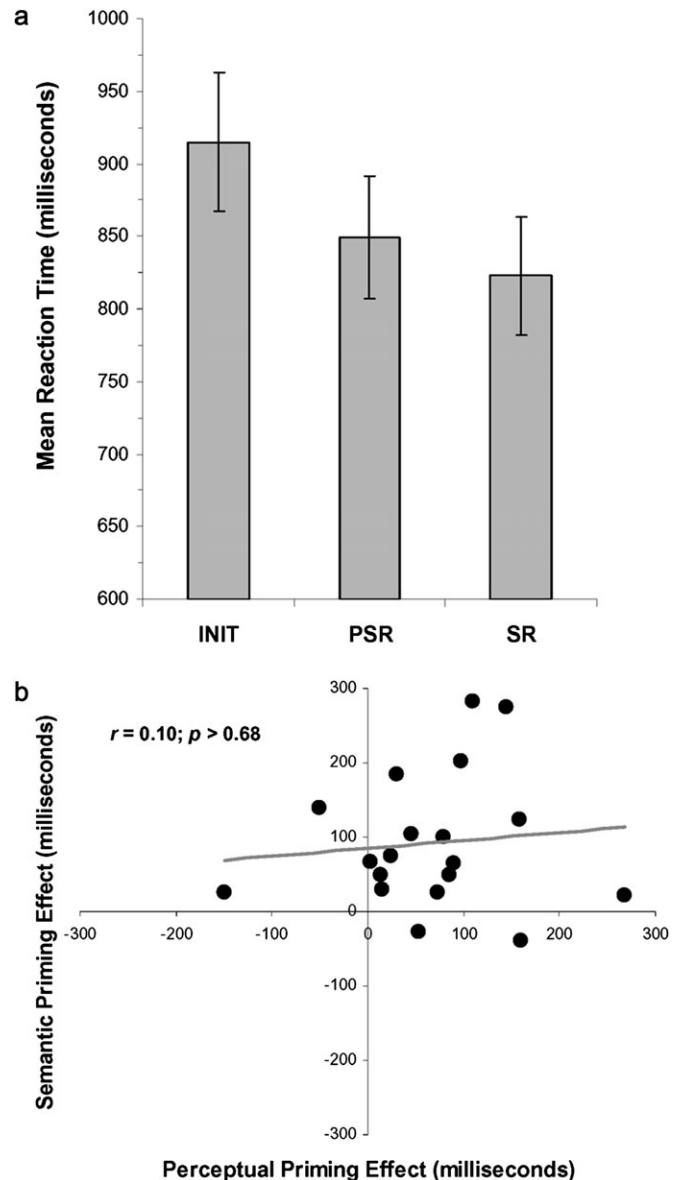 a
1000
950
900
850
800
750
700
650
600
Mean Reaction Time (milliseconds)
INIT PSR SR
b
r = 0.10; p > 0.68
300
200
100
0
-300 -200 -100 0 100 200 300
-100
-200
-300
Semantic Priming Effect (milliseconds)
Perceptual Priming Effect (milliseconds)